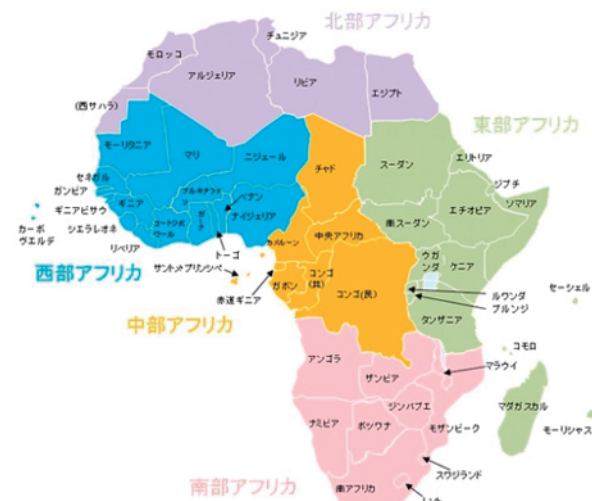 北部アフリカ
チュニジア
モロッコ
アルジェリア
リビア
エジプト
(西サハラ)
東部アフリカ
モーリタニア
マリ
ニジェール
チャド
スーダン
エリトリア
ジブチ
セネガル
ガンビア
ギニアビサウ
ギニア
ベナン
ナイジェリア
ソマリア
エチオピア
南スーダン
シエラレオネ
コートジボ
ワール
ガーナ
カーボ
ヴェルデ
リベリア
トーゴ
カメルーン
中央アフリカ
西部アフリカ
サントメプリンシペ
赤道ギニア
ガボン
コンゴ
(共)
コンゴ(民)
ウガ
ンダ
ケニア
ルワンダ
ブルンジ
セーシェル
中部アフリカ
タンザニア
コモロ
マラウイ
アンゴラ
ザンビア
ジンバブエ
マダガスカル
モーリシャス
ナミビア
ボツワナ
モザンビーク
スワジランド
南部アフリカ
南アフリカ